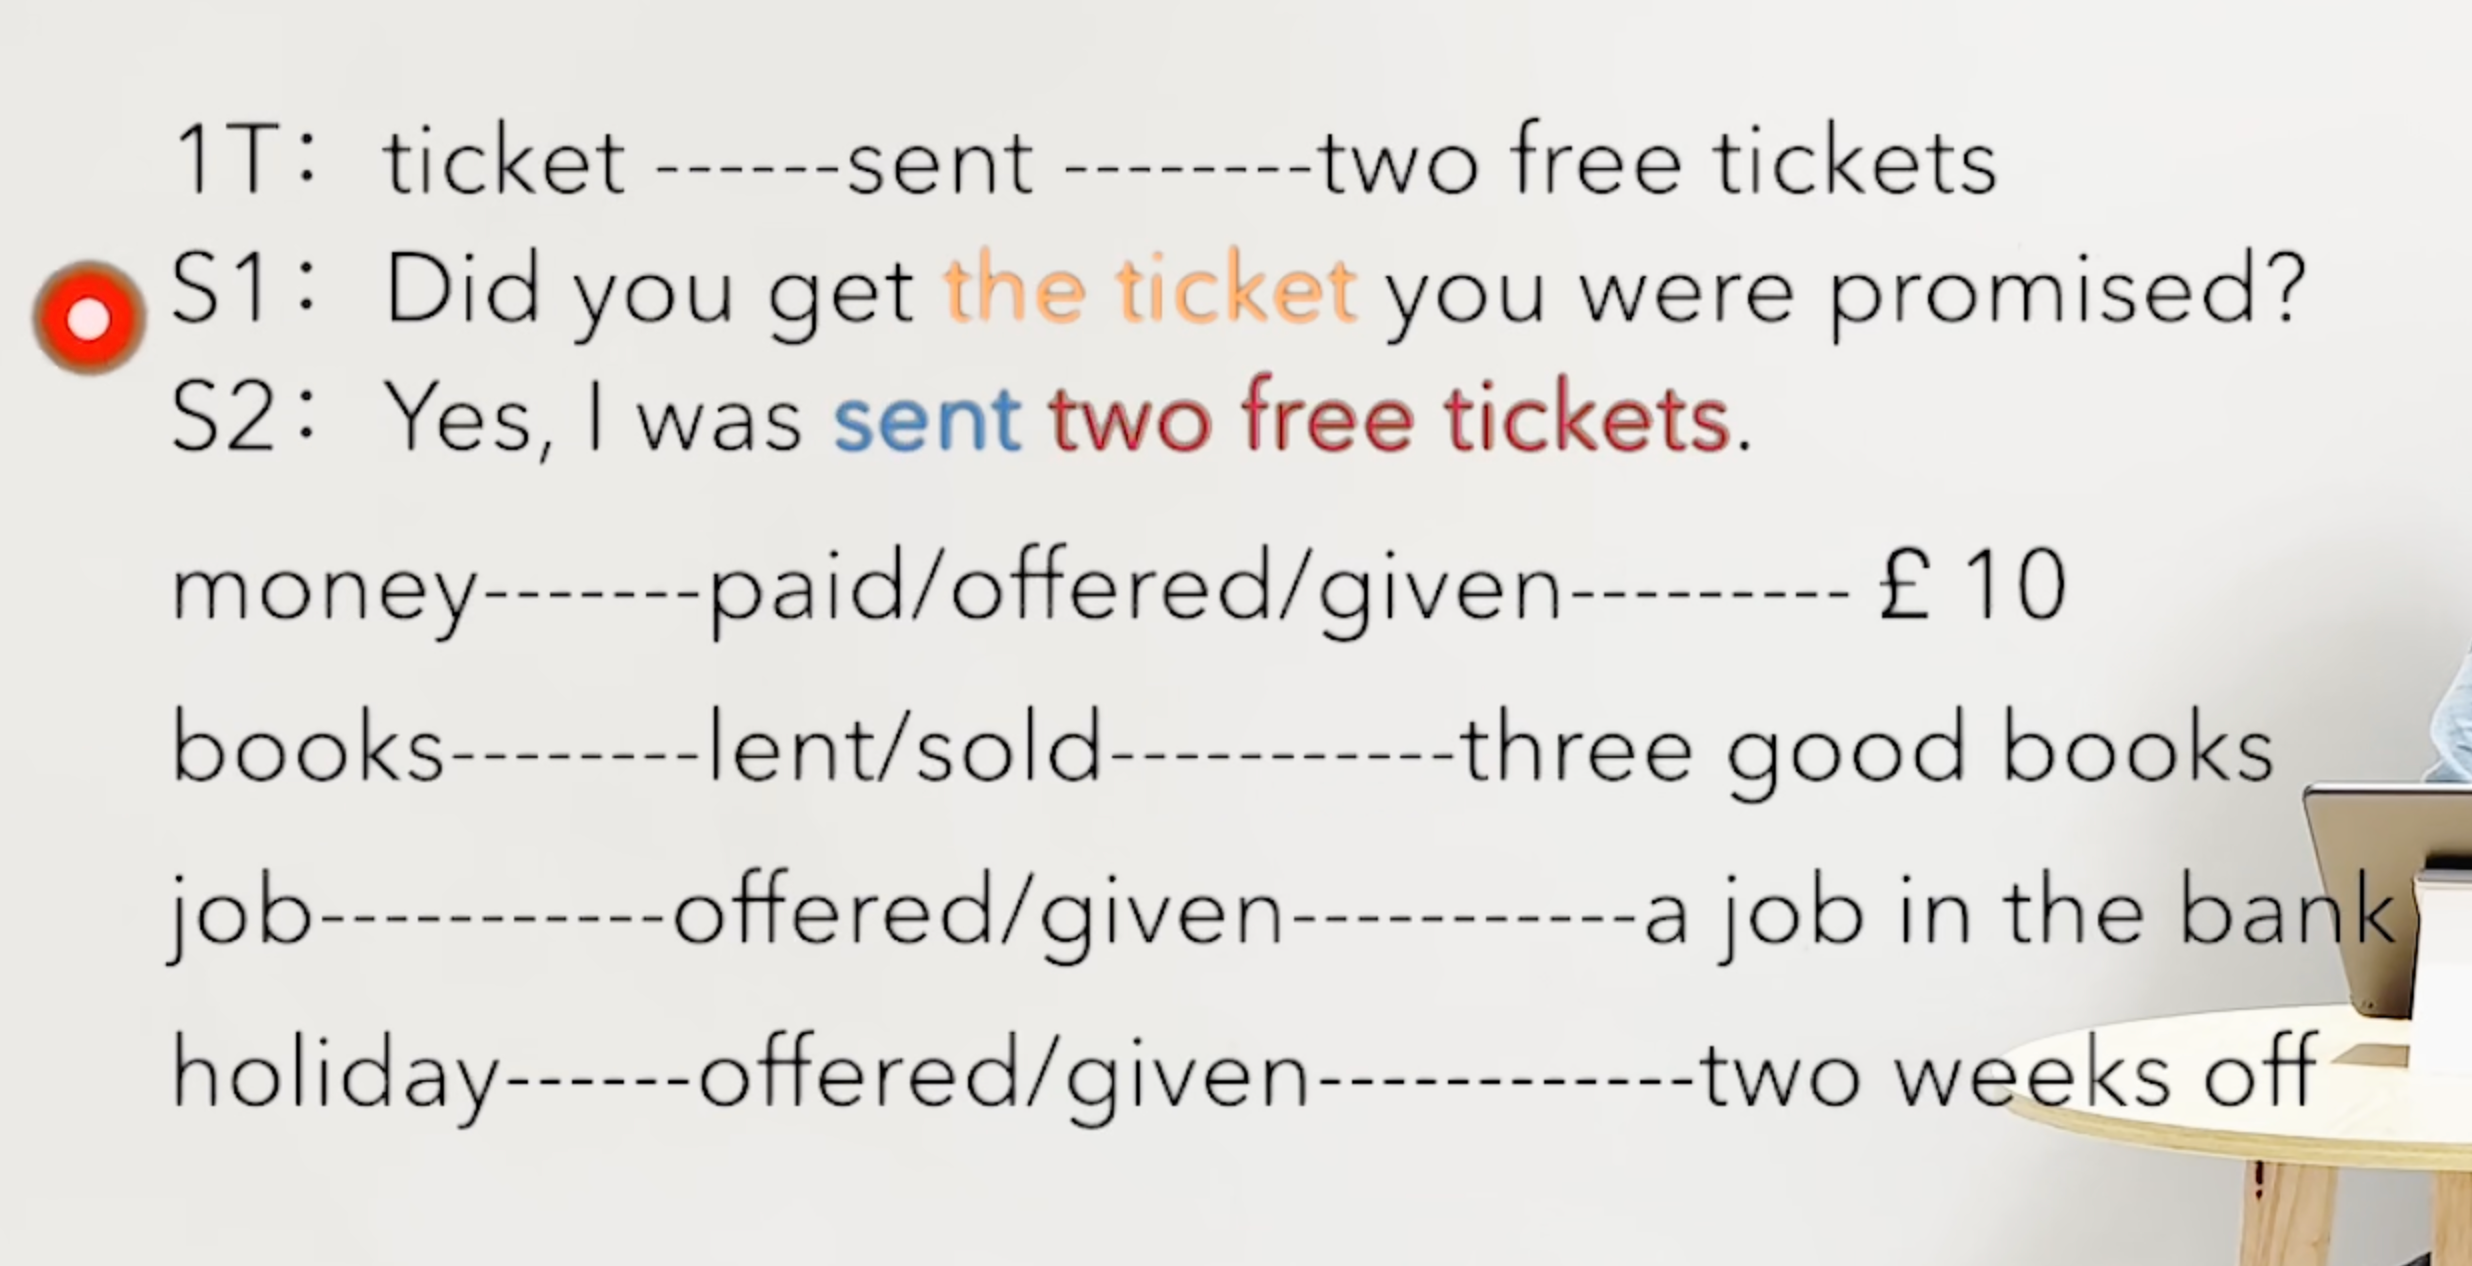 1T: ticket ------sent --------two free tickets
S1: Did you get the ticket you were promised?
S2: Yes, I was sent two free tickets.
money-------paid/offered/given--------- £ 10
books--------lent/sold-----------three good books
job-----------offered/given-----------a job in the bank
holiday------offered/given------------two weeks off